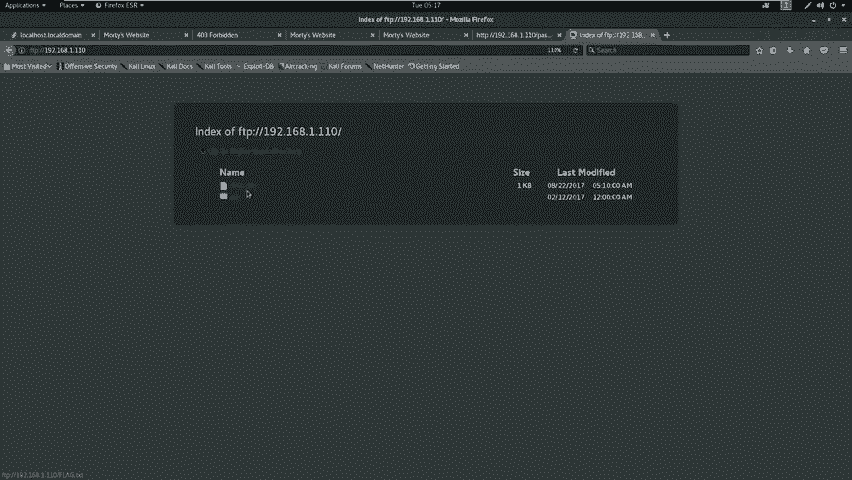 Applications Places Firefox ESR Tue 05:17
Index of ftp://192.168.1.110/ - Mozilla Firefox
localhost.localdomain Morty's Website 403 Forbidden Morty's Website Morty's Website http://192.168.1.110/pas... Index of ftp://192.168...
ftp://192.168.1.110 110% Search
Most Visited Offensive Security Kali Linux Kali Docs Kali Tools Exploit-DB Aircrack-ng Kali Forums NetHunter Getting Started
Index of ftp://192.168.1.110/
Name Size Last Modified
1 KB 08/22/2017 05:10:00 AM
02/12/2017 12:00:00 AM
ftp://192.168.1.110/FLAG.txt